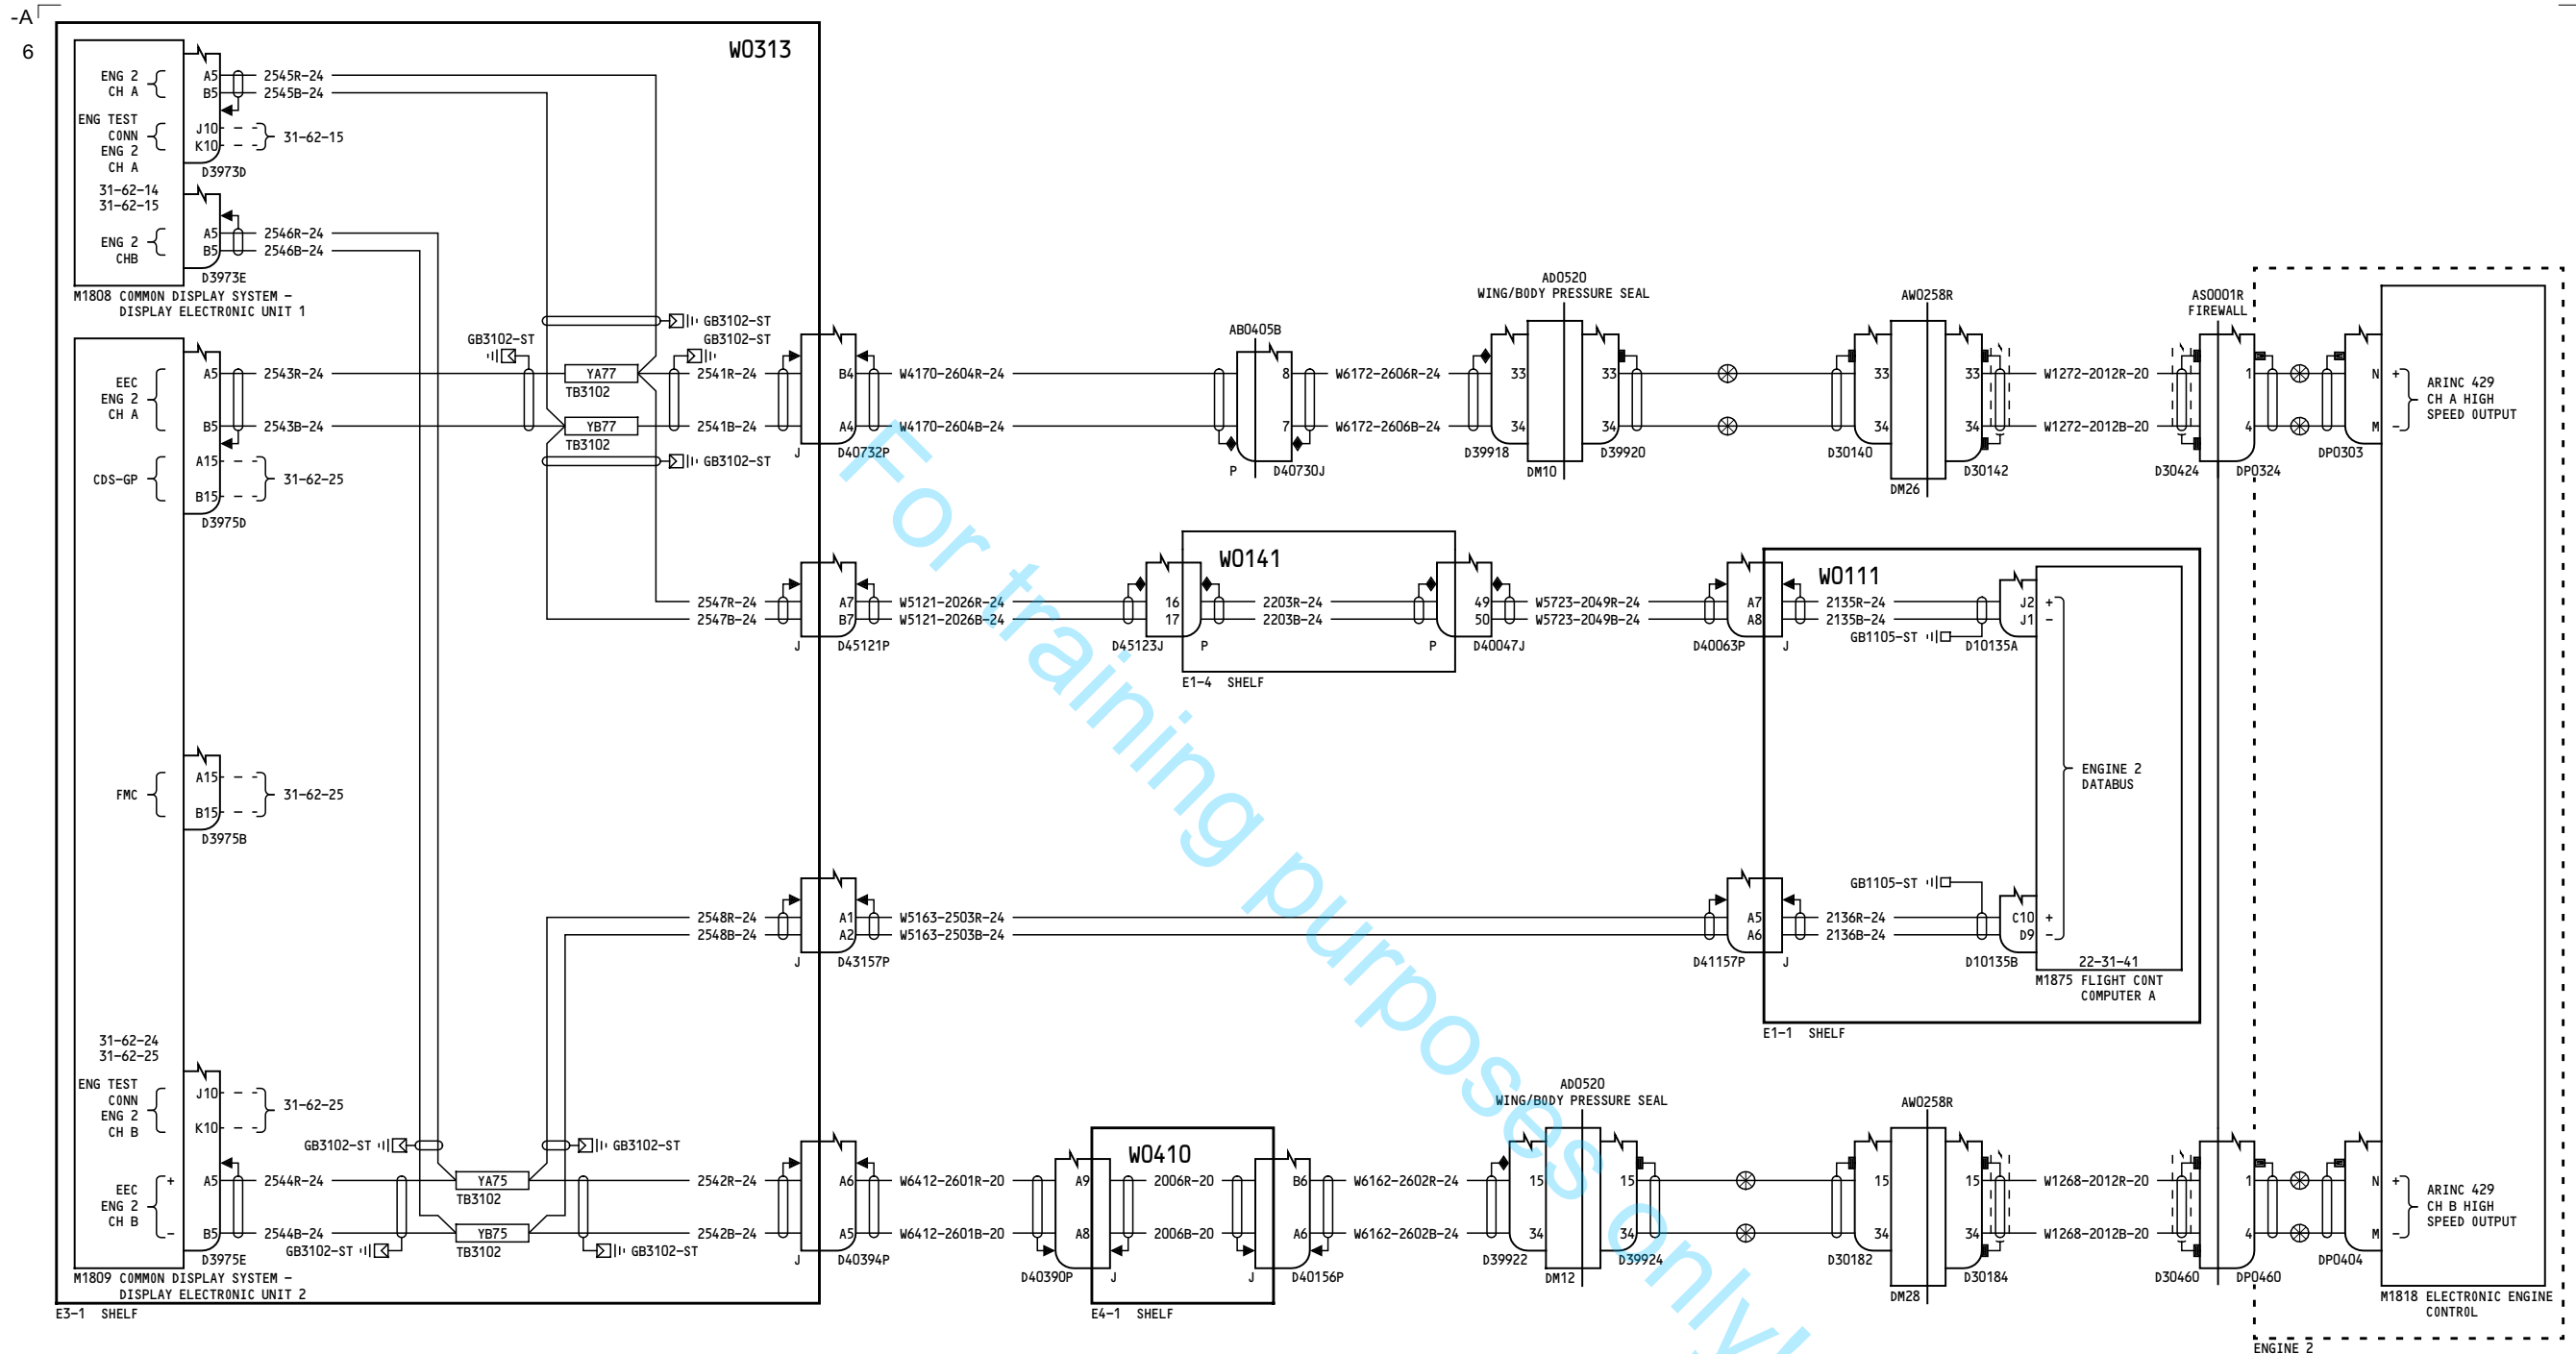 -A
6
W0313
ENG 2
CH A
A5
B5
2545R-24
2545B-24
ENG TEST
CONN
ENG 2
CH A
J10
K10
31-62-15
D3973D
31-62-14
31-62-15
ENG 2
CHB
A5
B5
2546R-24
2546B-24
D3973E
M1808 COMMON DISPLAY SYSTEM -
DISPLAY ELECTRONIC UNIT 1
EEC
ENG 2
CH A
A5
B5
2543R-24
2543B-24
CDS-GP
A15
B15
31-62-25
D3975D
GB3102-ST
GB3102-ST
GB3102-ST
GB3102-ST
YA77
TB3102
YB77
TB3102
2541R-24
2541B-24
J
B4
A4
D40732P
W4170-2604R-24
W4170-2604B-24
AB0405B
8
7
P
D40730J
W6172-2606R-24
W6172-2606B-24
AD0520
WING/BODY PRESSURE SEAL
33
34
D39918
DM10
33
34
D39920
AW0258R
33
34
D30140
DM26
33
34
D30142
W1272-2012R-20
W1272-2012B-20
AS0001R
FIREWALL
D30424
1
4
DP0324
N
M
DP0303
+
-
ARINC 429
CH A HIGH
SPEED OUTPUT
2547R-24
2547B-24
J
A7
B7
D45121P
W5121-2026R-24
W5121-2026B-24
16
17
D45123J
P
W0141
2203R-24
2203B-24
E1-4 SHELF
P
49
50
D40047J
W5723-2049R-24
W5723-2049B-24
A7
A8
D40063P
J
W0111
2135R-24
2135B-24
GB1105-ST
J2
J1
+
-
D10135A
ENGINE 2
DATABUS
FMC
A15
B15
31-62-25
D3975B
2548R-24
2548B-24
J
A1
A2
D43157P
W5163-2503R-24
W5163-2503B-24
A5
A6
D41157P
J
GB1105-ST
2136R-24
2136B-24
C10
D9
+
-
D10135B
22-31-41
M1875 FLIGHT CONT
COMPUTER A
E1-1 SHELF
31-62-24
31-62-25
ENG TEST
CONN
ENG 2
CH B
J10
K10
31-62-25
EEC
ENG 2
CH B
+
-
A5
B5
2544R-24
2544B-24
D3975E
GB3102-ST
GB3102-ST
GB3102-ST
GB3102-ST
YA75
TB3102
YB75
TB3102
2542R-24
2542B-24
J
A6
A5
D40394P
W6412-2601R-20
W6412-2601B-20
A9
A8
D40390P
J
W0410
2006R-20
2006B-20
E4-1 SHELF
J
B6
A6
D40156P
W6162-2602R-24
W6162-2602B-24
AD0520
WING/BODY PRESSURE SEAL
15
34
D39922
DM12
15
34
D39924
AW0258R
15
34
D30182
DM28
15
34
D30184
W1268-2012R-20
W1268-2012B-20
D30460
1
4
DP0460
N
M
DP0404
+
-
ARINC 429
CH B HIGH
SPEED OUTPUT
M1818 ELECTRONIC ENGINE
CONTROL
ENGINE 2
M1809 COMMON DISPLAY SYSTEM -
DISPLAY ELECTRONIC UNIT 2
E3-1 SHELF
For training purposes only!